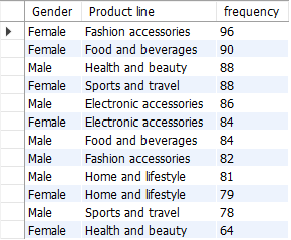 Gender Product line frequency
Female Fashion accessories 96
Female Food and beverages 90
Male Health and beauty 88
Female Sports and travel 88
Male Electronic accessories 86
Female Electronic accessories 84
Male Food and beverages 84
Male Fashion accessories 82
Male Home and lifestyle 81
Female Home and lifestyle 79
Male Sports and travel 78
Female Health and beauty 64